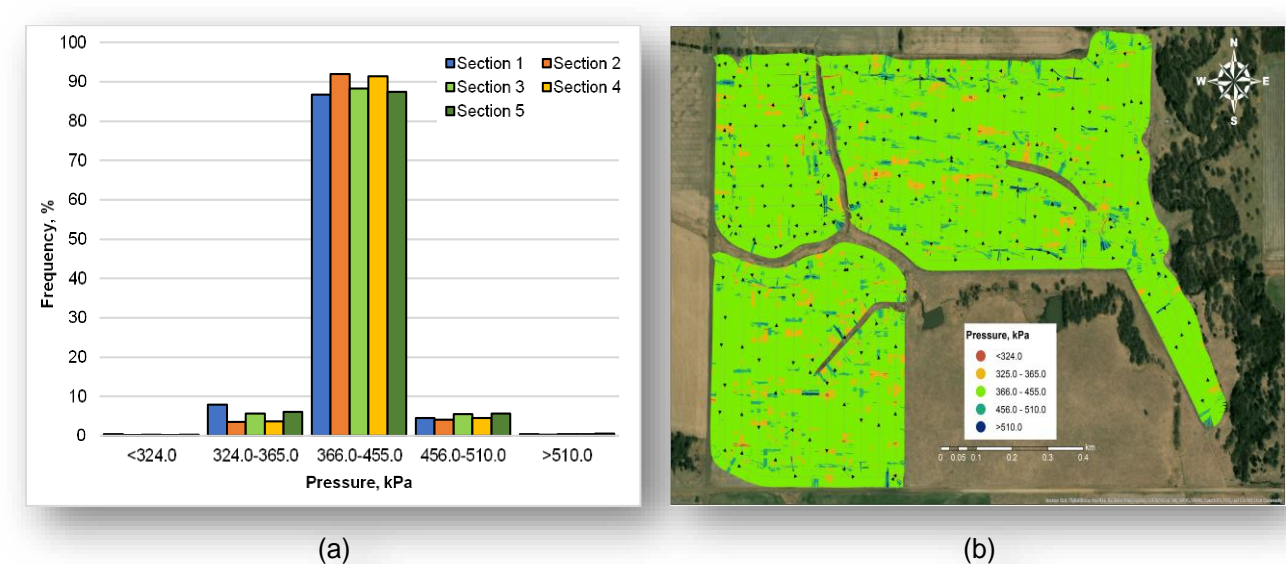 100
90
80
70
60
50
40
30
20
10
0
Frequency, %
Section 1 Section 2
Section 3 Section 4
Section 5
<324.0 324.0-365.0 366.0-455.0 456.0-510.0 >510.0
Pressure, kPa
(a)
N
W E
S
Pressure, kPa
<324.0
325.0 - 365.0
366.0 - 455.0
456.0 - 510.0
>510.0
km
0 0.05 0.1 0.2 0.3 0.4
(b)